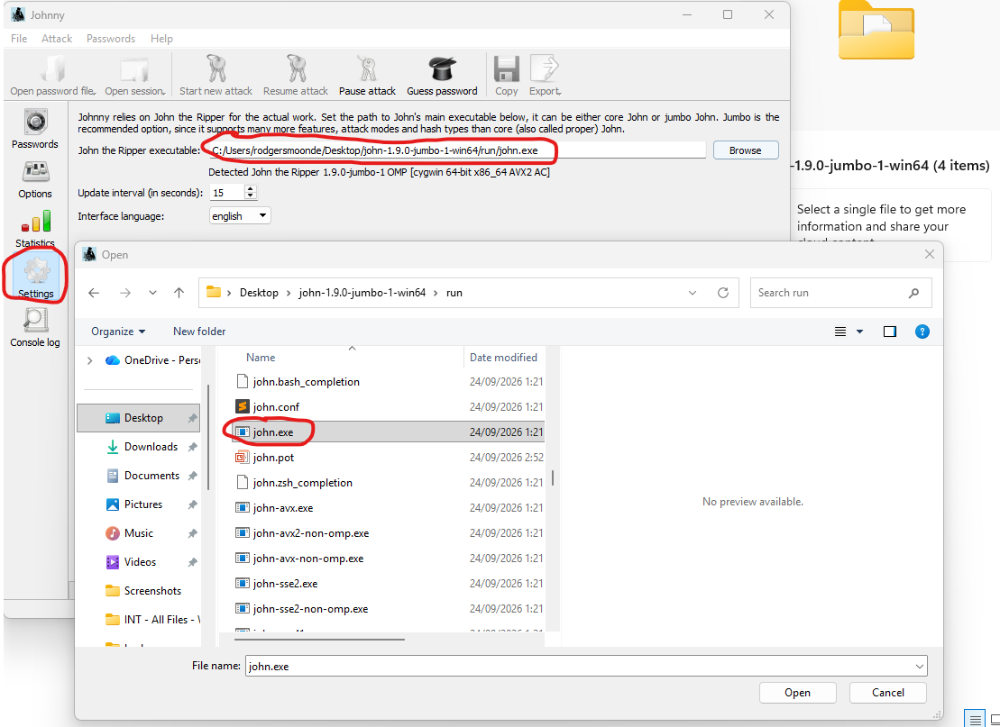 Johnny
File Attack Passwords Help
Open password file Open session Start new attack Resume attack Pause attack Guess password Copy Export
Passwords
Options
Statistics
Settings
Console log
Johnny relies on John the Ripper for the actual work. Set the path to John's main executable below, it can be either core John or jumbo John. Jumbo is the
recommended option, since it supports many more features, attack modes and hash types than core (also called proper) John.
John the Ripper executable: C:/Users/rodgersmoonde/Desktop/john-1.9.0-jumbo-1-win64/run/john.exe Browse
Detected John the Ripper 1.9.0-jumbo-1 OMP [cygwin 64-bit x86_64 AVX2 AC]
Update interval (in seconds): 15
Interface language: english
-1.9.0-jumbo-1-win64 (4 items)
Select a single file to get more
information and share your
cloud content.
Open
Desktop › john-1.9.0-jumbo-1-win64 › run
Search run
Organize New folder
OneDrive - Perso
Desktop
Downloads
Documents
Pictures
Music
Videos
Screenshots
INT - All Files -
Name Date modified
john.bash_completion 24/09/2026 1:21
john.conf 24/09/2026 1:21
john.exe 24/09/2026 1:21
john.pot 24/09/2026 2:52
john.zsh_completion 24/09/2026 1:21
john-avx.exe 24/09/2026 1:21
john-avx2-non-omp.exe 24/09/2026 1:21
john-avx-non-omp.exe 24/09/2026 1:21
john-sse2.exe 24/09/2026 1:21
john-sse2-non-omp.exe 24/09/2026 1:21
No preview available.
File name: john.exe
Open Cancel